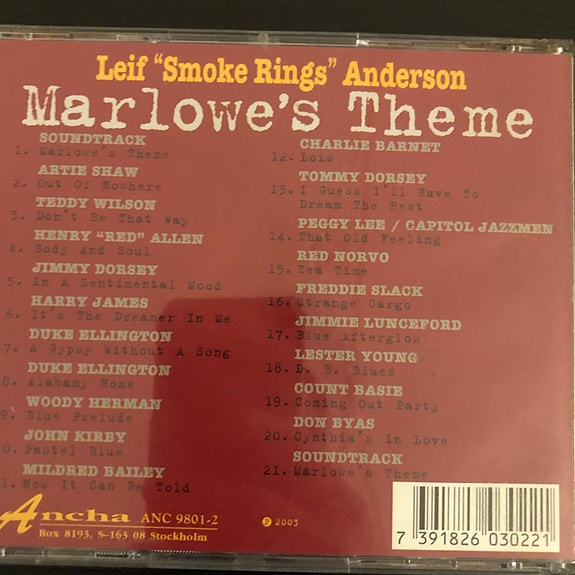 Leif "Smoke Rings" Anderson
Marlowe's Theme
SOUNDTRACK
1. Marlowe's Theme
ARTIE SHAW
2. Out Of Nowhere
TEDDY WILSON
3. Don't Be That Way
HENRY "RED" ALLEN
4. Body And Soul
JIMMY DORSEY
5. In A Sentimental Mood
HARRY JAMES
6. It's The Dreamer In Me
DUKE ELLINGTON
7. A Gypsy Without A Song
DUKE ELLINGTON
8. Alabamy Home
WOODY HERMAN
9. Blue Prelude
JOHN KIRBY
0. Pastel Blue
MILDRED BAILEY
1. Now It Can Be Told
CHARLIE BARNET
12. Lois
TOMMY DORSEY
13. I Guess I'll Have To
Dream The Rest
PEGGY LEE / CAPITOL JAZZMEN
14. That Old Feeling
RED NORVO
15. Tea Time
FREDDIE SLACK
16. Strange Cargo
JIMMIE LUNCEFORD
17. Blue Afterglow
LESTER YOUNG
18. D. B. Blues
COUNT BASIE
19. Coming Out Party
DON BYAS
20. Cynthia's In Love
SOUNDTRACK
21. Marlowe's Theme
Ancha ANC 9801-2
Box 8193, S-163 08 Stockholm
℗ 2003
7 391826 030221